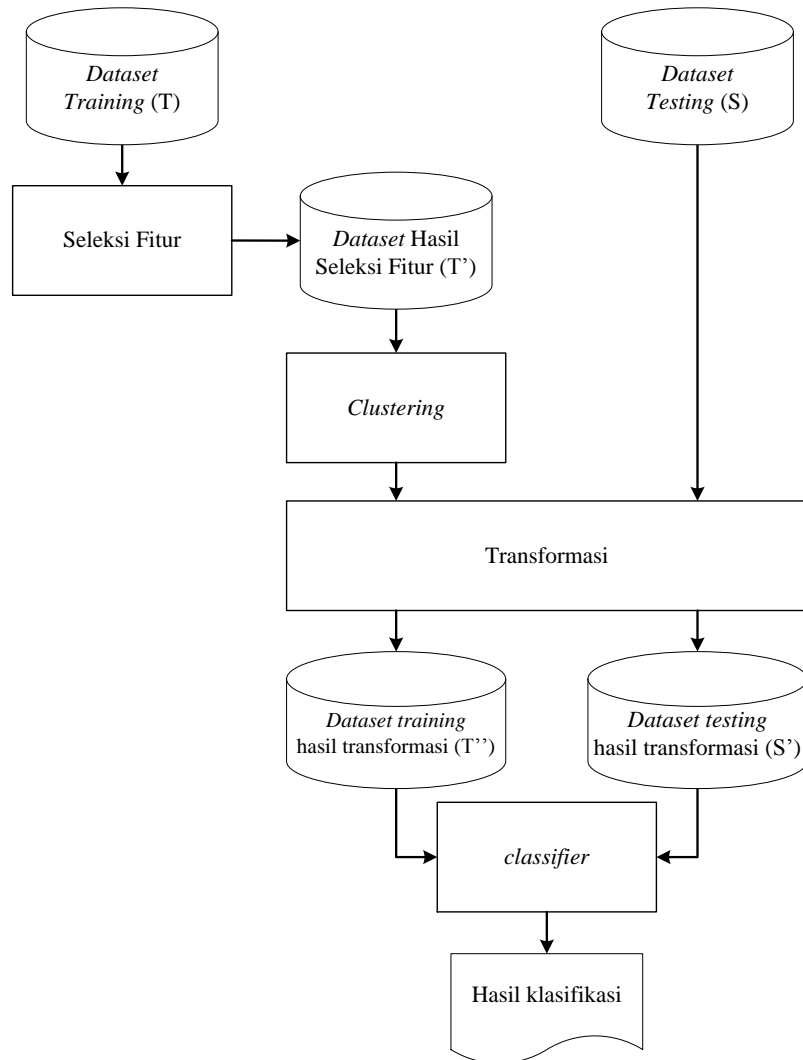 Dataset
Training (T)
Dataset
Testing (S)
Seleksi Fitur
Dataset Hasil
Seleksi Fitur (T’)
Clustering
Transformasi
Dataset training
hasil transformasi (T’’)
Dataset testing
hasil transformasi (S’)
classifier
Hasil klasifikasi